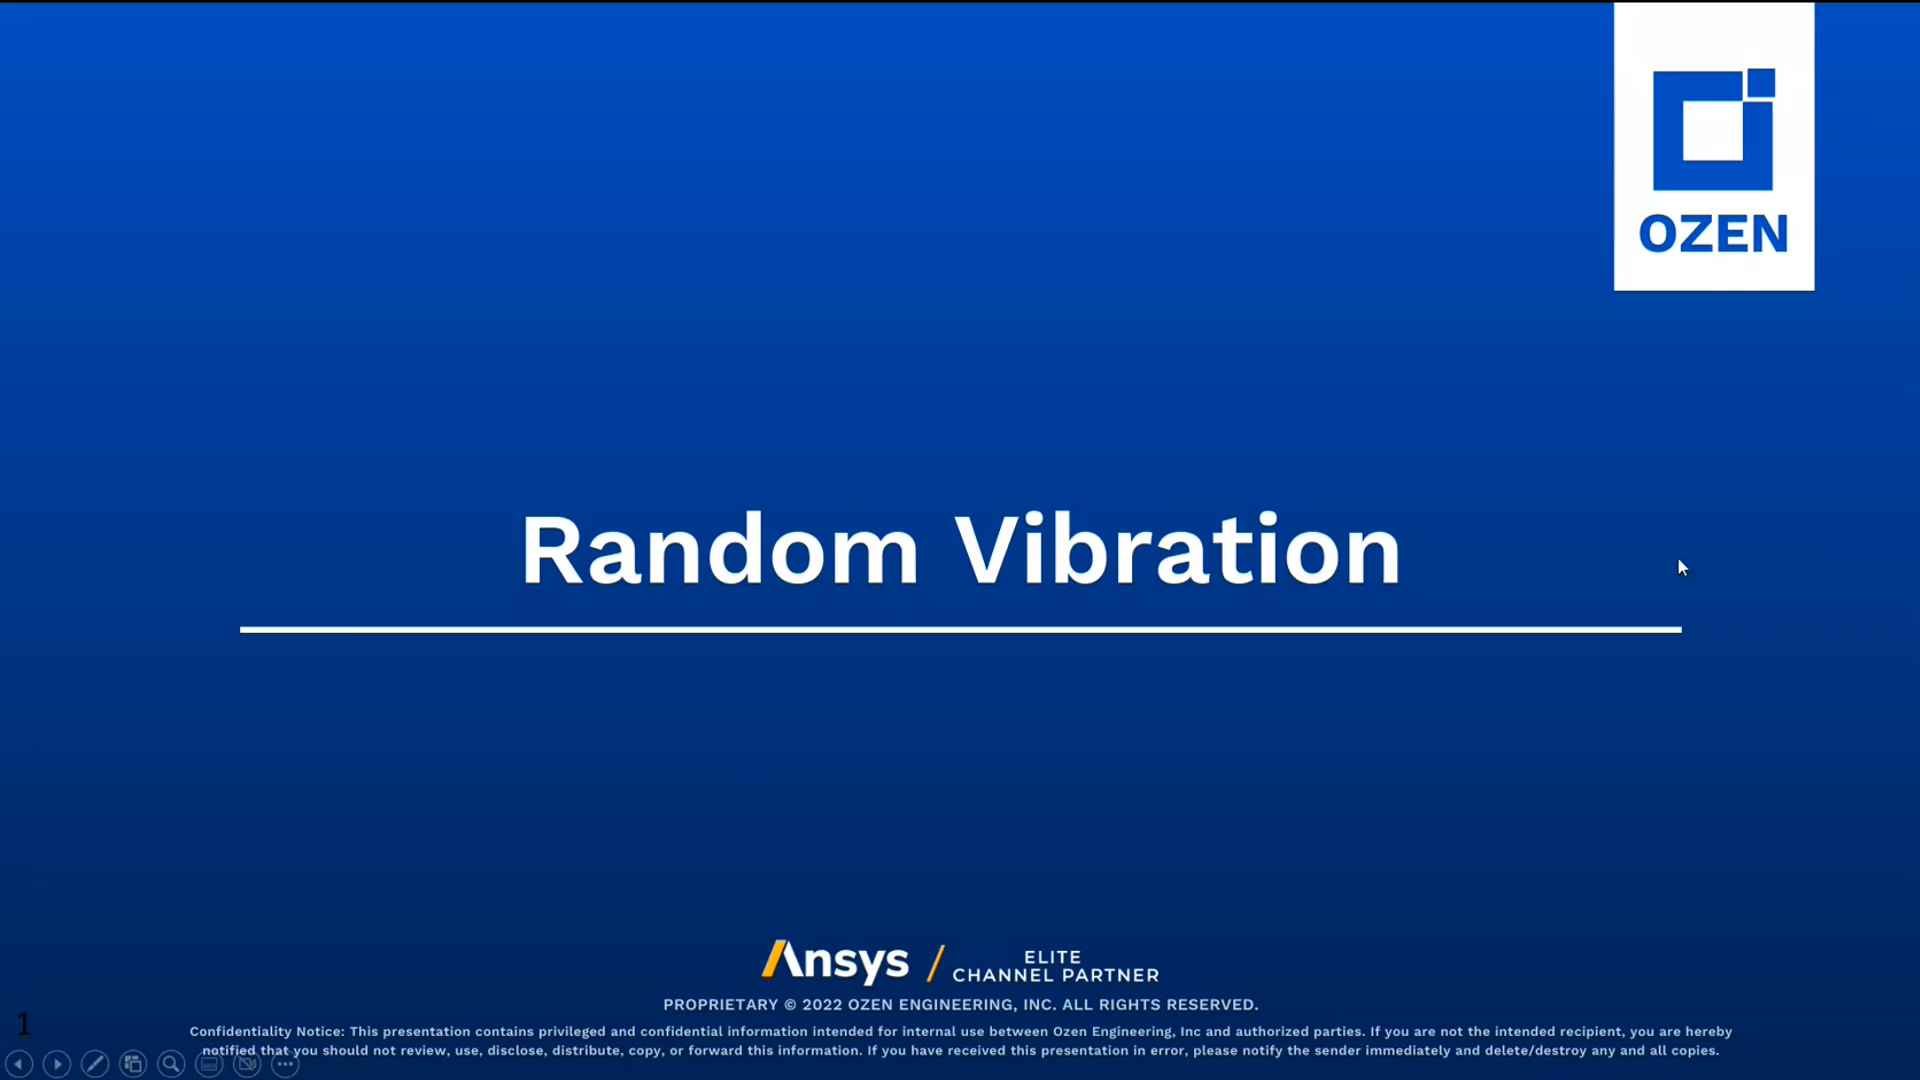 OZEN
Random Vibration
Ansys / ELITE
CHANNEL PARTNER
PROPRIETARY © 2022 OZEN ENGINEERING, INC. ALL RIGHTS RESERVED.
1
Confidentiality Notice: This presentation contains privileged and confidential information intended for internal use between Ozen Engineering, Inc and authorized parties. If you are not the intended recipient, you are hereby
notified that you should not review, use, disclose, distribute, copy, or forward this information. If you have received this presentation in error, please notify the sender immediately and delete/destroy any and all copies.